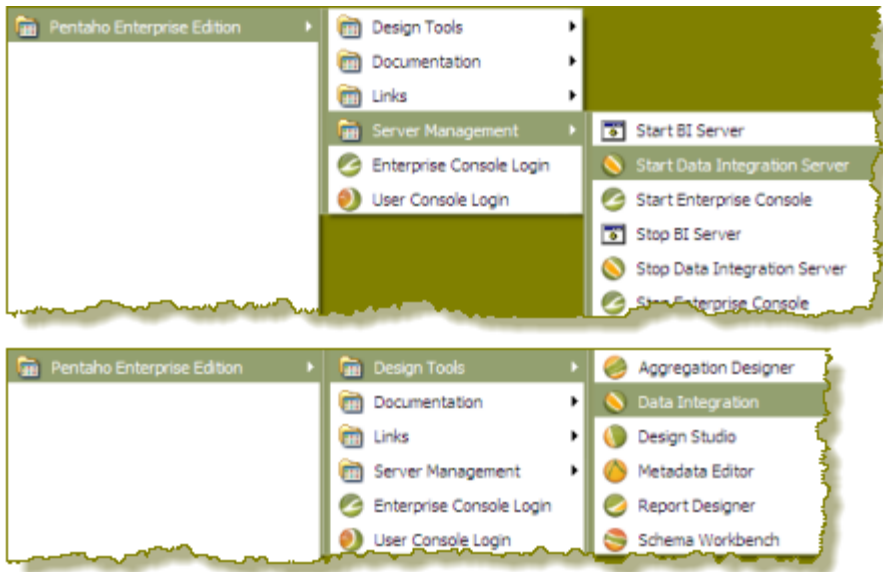 Pentaho Enterprise Edition
Design Tools
Documentation
Links
Server Management
Enterprise Console Login
User Console Login
Start BI Server
Start Data Integration Server
Start Enterprise Console
Stop BI Server
Stop Data Integration Server
Stop Enterprise Console
Pentaho Enterprise Edition
Design Tools
Documentation
Links
Server Management
Enterprise Console Login
User Console Login
Aggregation Designer
Data Integration
Design Studio
Metadata Editor
Report Designer
Schema Workbench